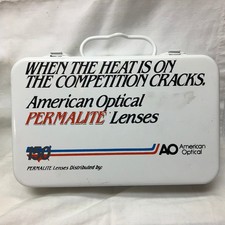 WHEN THE HEAT IS ON
THE COMPETITION CRACKS.
American Optical
PERMALITE Lenses
150
AO American
Optical
PERMALITE Lenses Distributed by: